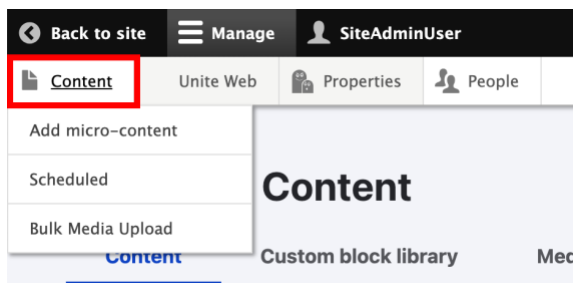 Back to site Manage SiteAdminUser
Content Unite Web Properties People
Add micro-content
Scheduled
Content
Bulk Media Upload
Content Custom block library